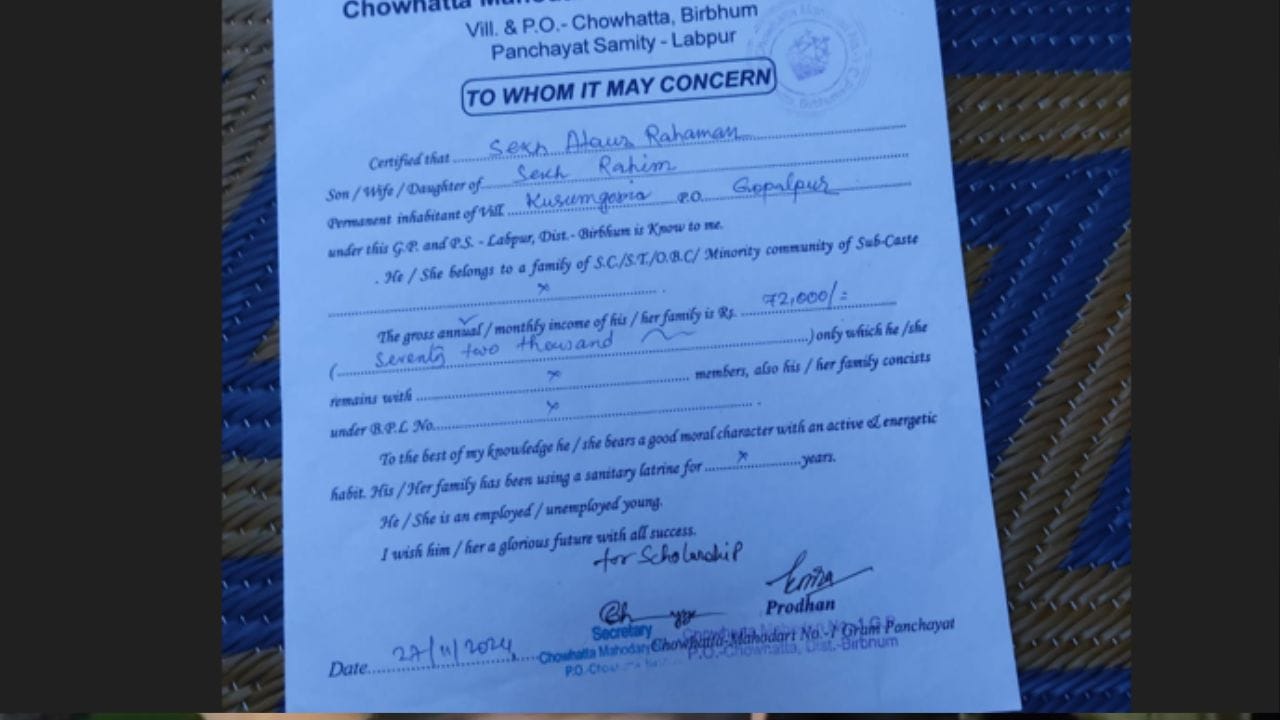 Chowhatta
Vill. & P.O.- Chowhatta, Birbhum
Panchayat Samity - Labpur
TO WHOM IT MAY CONCERN
Certified that .......... Sekh Ataur Rahaman
Son / Wife / Daughter of.......... Sekh Rahim
Permanent inhabitant of Vill. .......... Kusumgoria P.O. Gopalpur
under this G.P. and P.S. - Labpur, Dist.- Birbhum is Know to me.
. He / She belongs to a family of S.C./S.T./O.B.C/ Minority community of Sub-Caste
.......... × .......... .
The gross annual / monthly income of his / her family is Rs. .......... 72,000/=
(.......... Seventy two thousand ..........) only which he /she
remains with .......... × .......... members, also his / her family concists
under B.P.L No.......... × .......... .
To the best of my knowledge he / she bears a good moral character with an active & energetic
habit. His / Her family has been using a sanitary latrine for .......... × ..........years.
He / She is an employed / unemployed young.
I wish him / her a glorious future with all success.
for Scholarship
Prodhan
Secretary
Chowhatta-Mahodari No.-1 Gram Panchayat
Chowhatta Mahodari
P.O.-Chowhatta, Dist.-Birbhum
Date.......... 27/11/2024